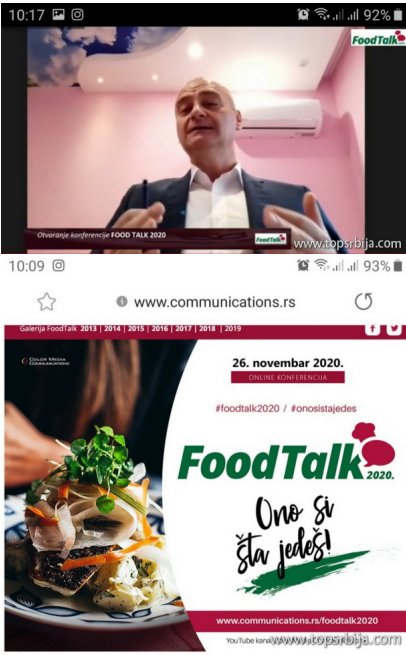 10:17 92%
FoodTalk
Otvaranje konferencije FOOD TALK 2020
FoodTalk
www.topsrbija.com
10:09 93%
www.communications.rs
Galerija FoodTalk 2013 | 2014 | 2015 | 2016 | 2017 | 2018 | 2019
COLOR MEDIA
COMMUNICATIONS
26. novembar 2020.
ONLINE KONFERENCIJA
#foodtalk2020 / #onosistajedes
FoodTalk
2020.
Ono si
šta jedeš!
www.communications.rs/foodtalk2020
YouTube kana
www.topsrbija.com